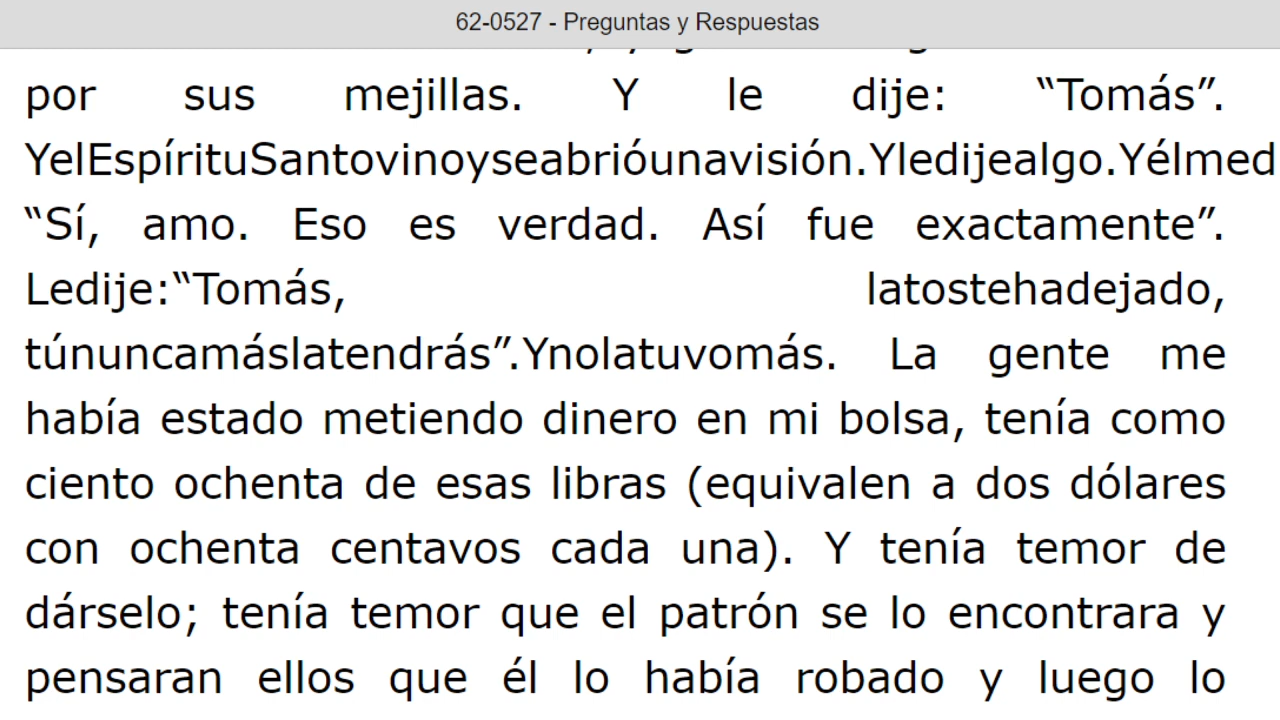 62-0527 - Preguntas y Respuestas
por sus mejillas. Y le dije: “Tomás”.
YelEspírituSantovinoyseabrióunavisión.Yledijealgo.Yélmed
“Sí, amo. Eso es verdad. Así fue exactamente”.
Ledije:“Tomás, latostehadejado,
túnuncamáslatendrás”.Ynolatuvomás. La gente me
había estado metiendo dinero en mi bolsa, tenía como
ciento ochenta de esas libras (equivalen a dos dólares
con ochenta centavos cada una). Y tenía temor de
dárselo; tenía temor que el patrón se lo encontrara y
pensaran ellos que él lo había robado y luego lo